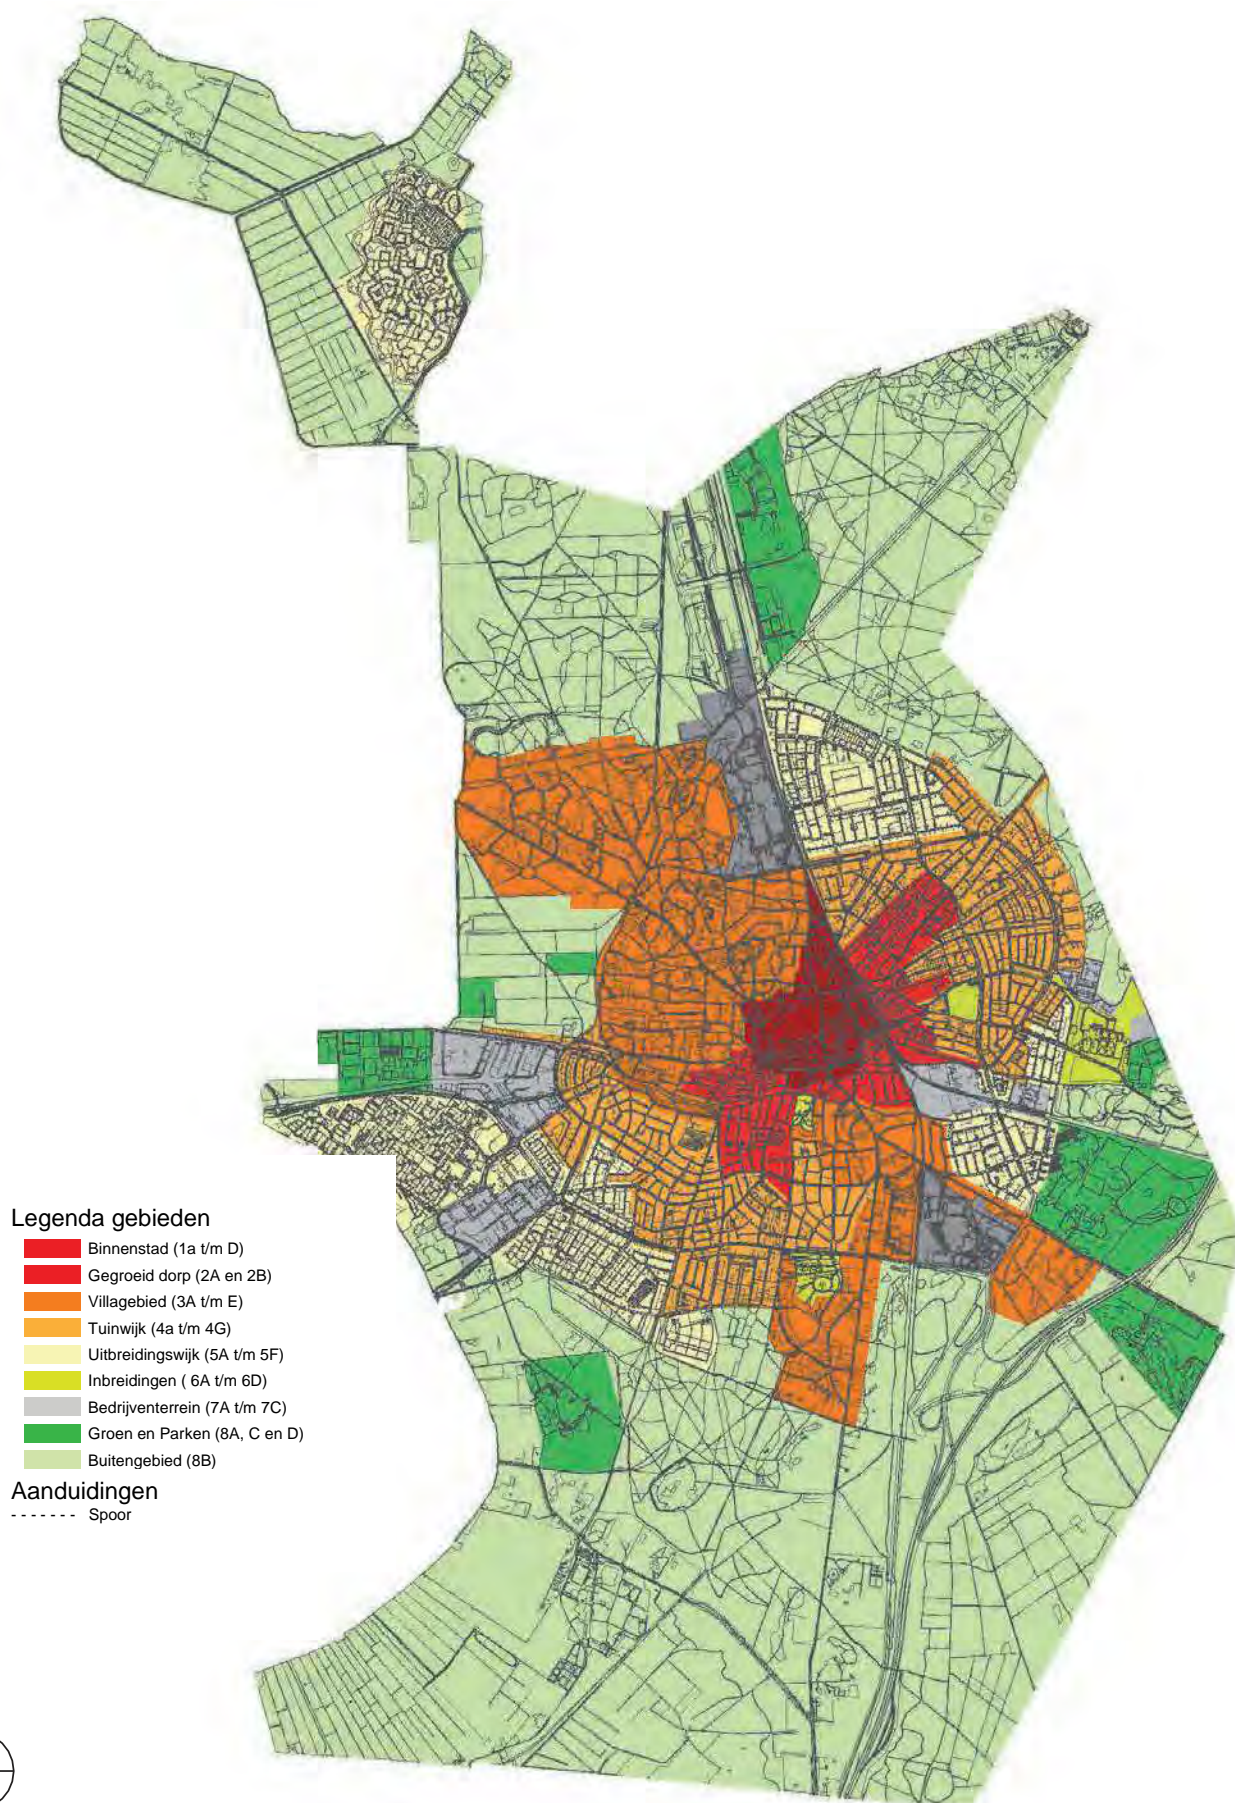 Legenda gebieden
Binnenstad (1a t/m D)
Gegroeid dorp (2A en 2B)
Villagebied (3A t/m E)
Tuinwijk (4a t/m 4G)
Uitbreidingswijk (5A t/m 5F)
Inbreidingen ( 6A t/m 6D)
Bedrijventerrein (7A t/m 7C)
Groen en Parken (8A, C en D)
Buitengebied (8B)
Aanduidingen
Spoor